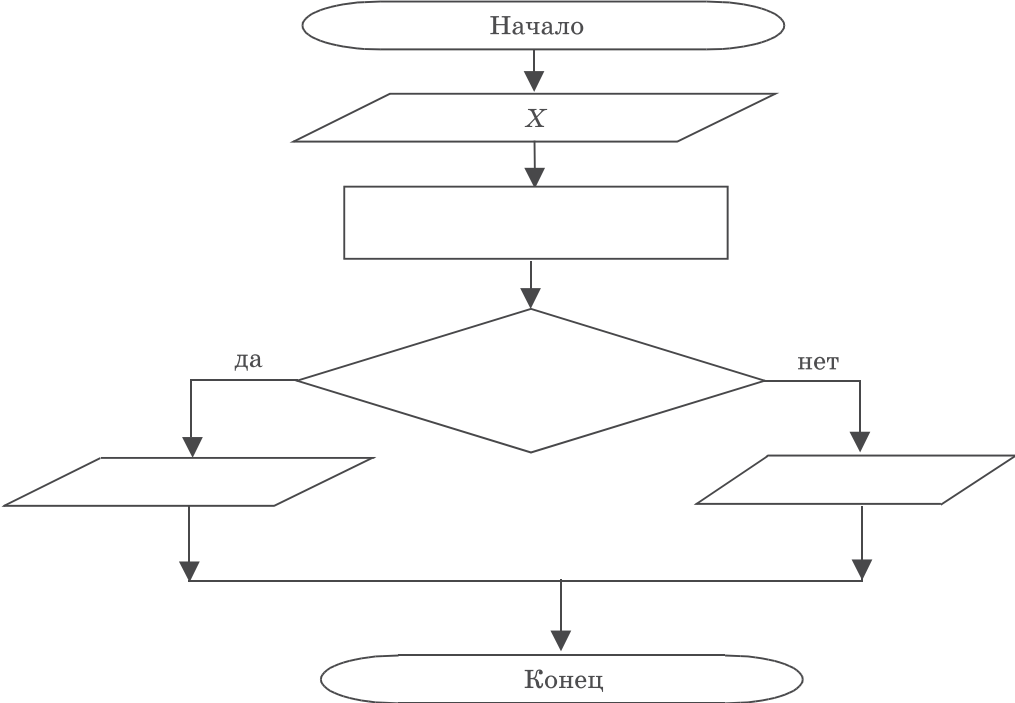 Начало
X
да
нет
Конец